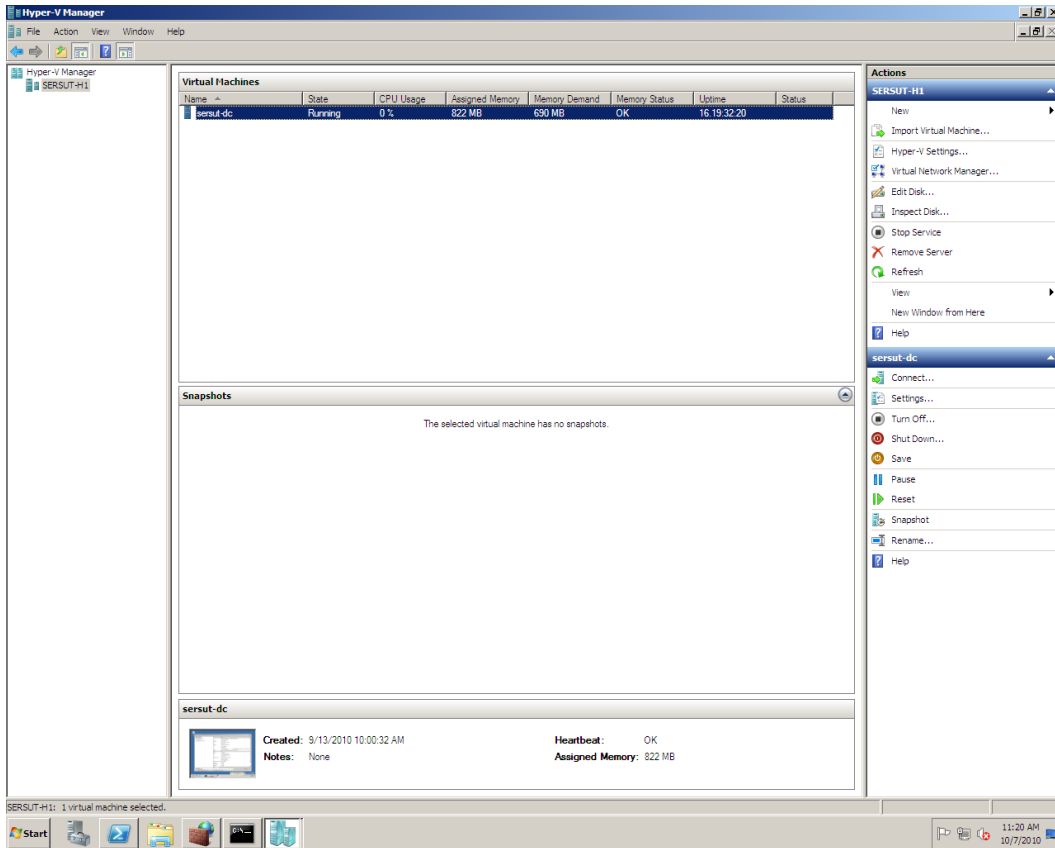 Hyper-V Manager
File Action View Window Help
Hyper-V Manager
SERSUT-H1
Virtual Machines
Name State CPU Usage Assigned Memory Memory Demand Memory Status Uptime Status
sersut-dc Running 0 % 822 MB 690 MB OK 16.19:32:20
Snapshots
The selected virtual machine has no snapshots.
sersut-dc
Created: 9/13/2010 10:00:32 AM Heartbeat: OK
Notes: None Assigned Memory: 822 MB
Actions
SERSUT-H1
New
Import Virtual Machine...
Hyper-V Settings...
Virtual Network Manager...
Edit Disk...
Inspect Disk...
Stop Service
Remove Server
Refresh
View
New Window from Here
Help
sersut-dc
Connect...
Settings...
Turn Off...
Shut Down...
Save
Pause
Reset
Snapshot
Rename...
Help
SERSUT-H1: 1 virtual machine selected.
Start
11:20 AM
10/7/2010